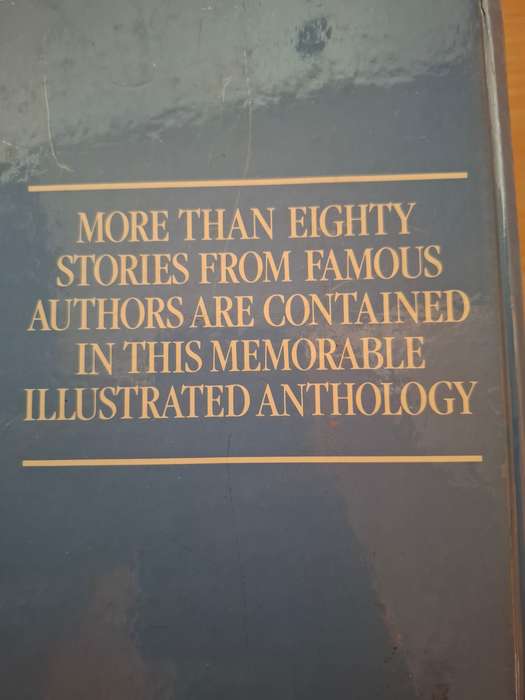 MORE THAN EIGHTY
STORIES FROM FAMOUS
AUTHORS ARE CONTAINED
IN THIS MEMORABLE
ILLUSTRATED ANTHOLOGY